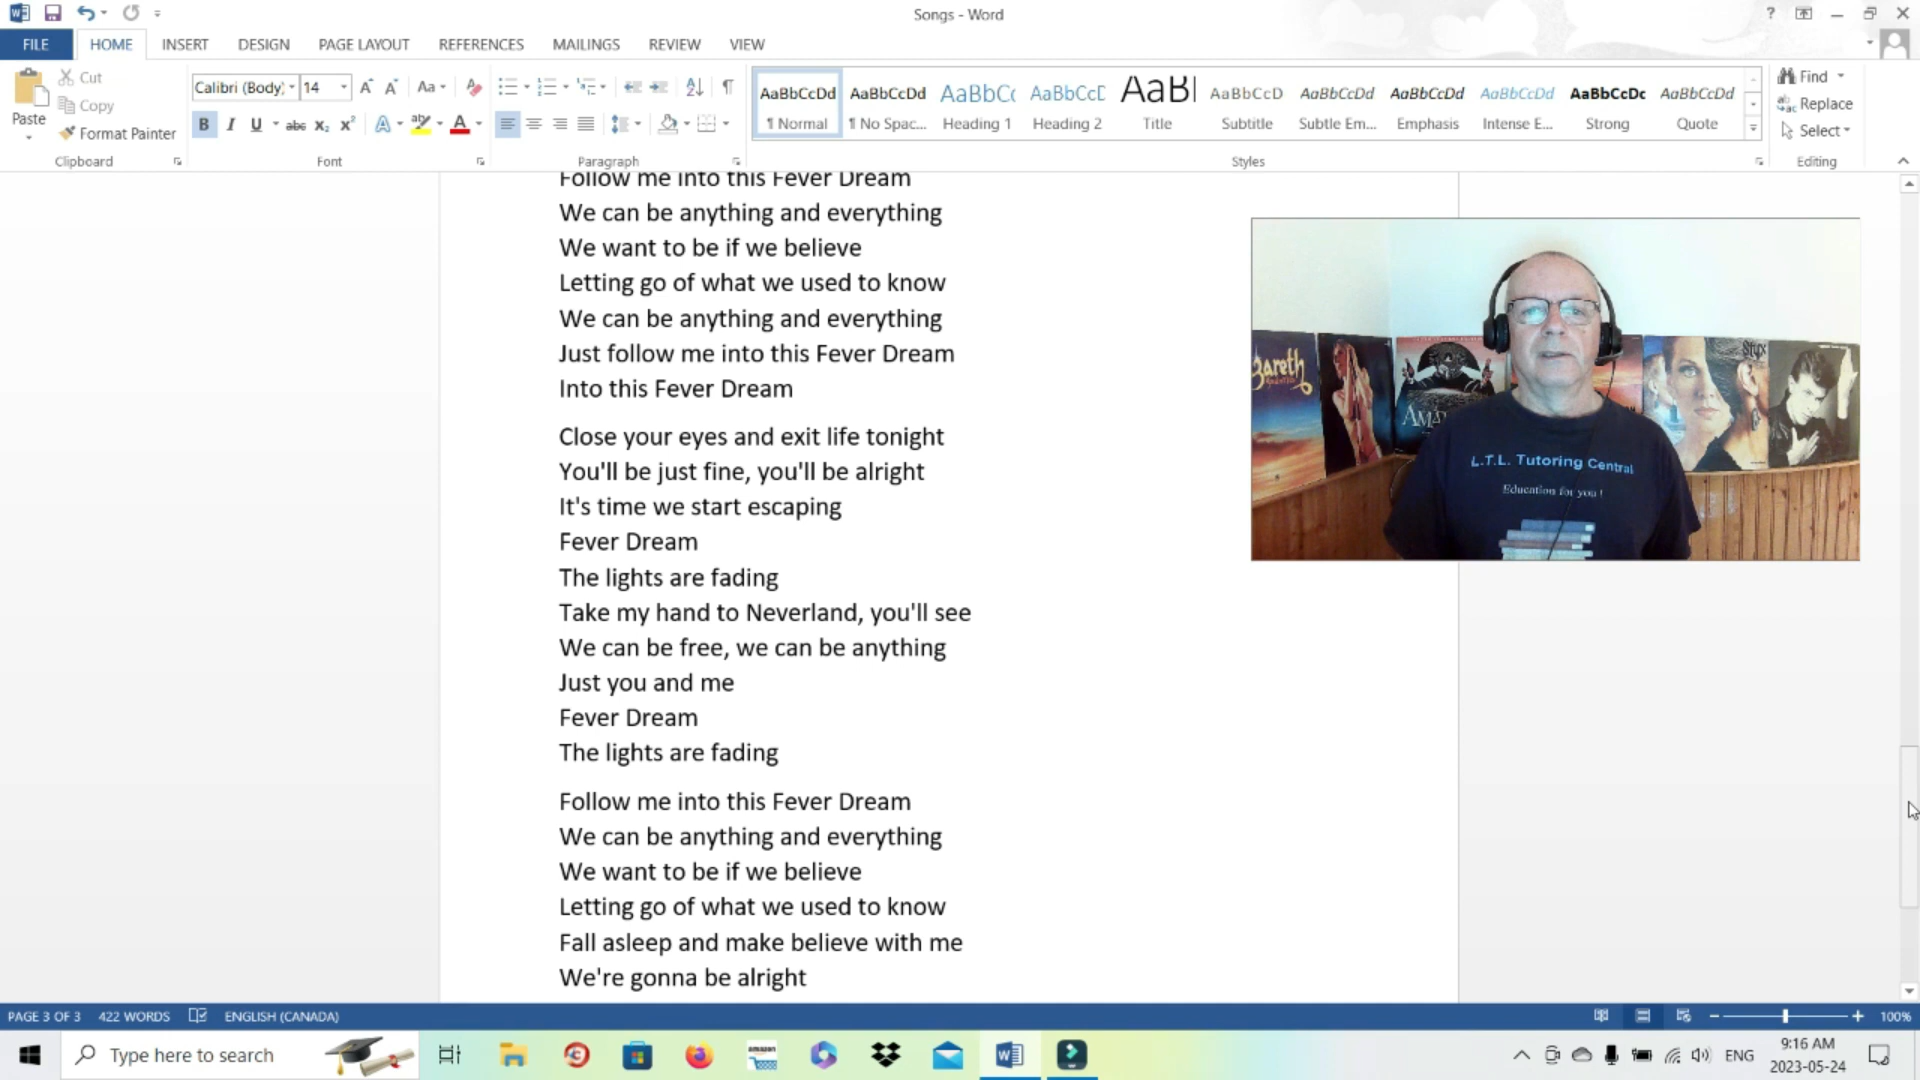 Songs - Word
FILE HOME INSERT DESIGN PAGE LAYOUT REFERENCES MAILINGS REVIEW VIEW
Paste
Cut
Copy
Format Painter
Clipboard
Calibri (Body) 14
Font
Paragraph
AaBbCcDd AaBbCcDd AaBbC AaBbCcD AaB AaBbCcD AaBbCcDd AaBbCcDd AaBbCcDd AaBbCcDc AaBbCcDd
¶ Normal ¶ No Spac... Heading 1 Heading 2 Title Subtitle Subtle Em... Emphasis Intense E... Strong Quote
Styles
Find
Replace
Select
Editing
Follow me into this Fever Dream
We can be anything and everything
We want to be if we believe
Letting go of what we used to know
We can be anything and everything
Just follow me into this Fever Dream
Into this Fever Dream
Close your eyes and exit life tonight
You'll be just fine, you'll be alright
It's time we start escaping
Fever Dream
The lights are fading
Take my hand to Neverland, you'll see
We can be free, we can be anything
Just you and me
Fever Dream
The lights are fading
Follow me into this Fever Dream
We can be anything and everything
We want to be if we believe
Letting go of what we used to know
Fall asleep and make believe with me
We're gonna be alright
Styx
L.T.L. Tutoring Central
Education for you!
PAGE 3 OF 3 422 WORDS ENGLISH (CANADA) 100%
Type here to search
amazon
ENG
9:16 AM
2023-05-24